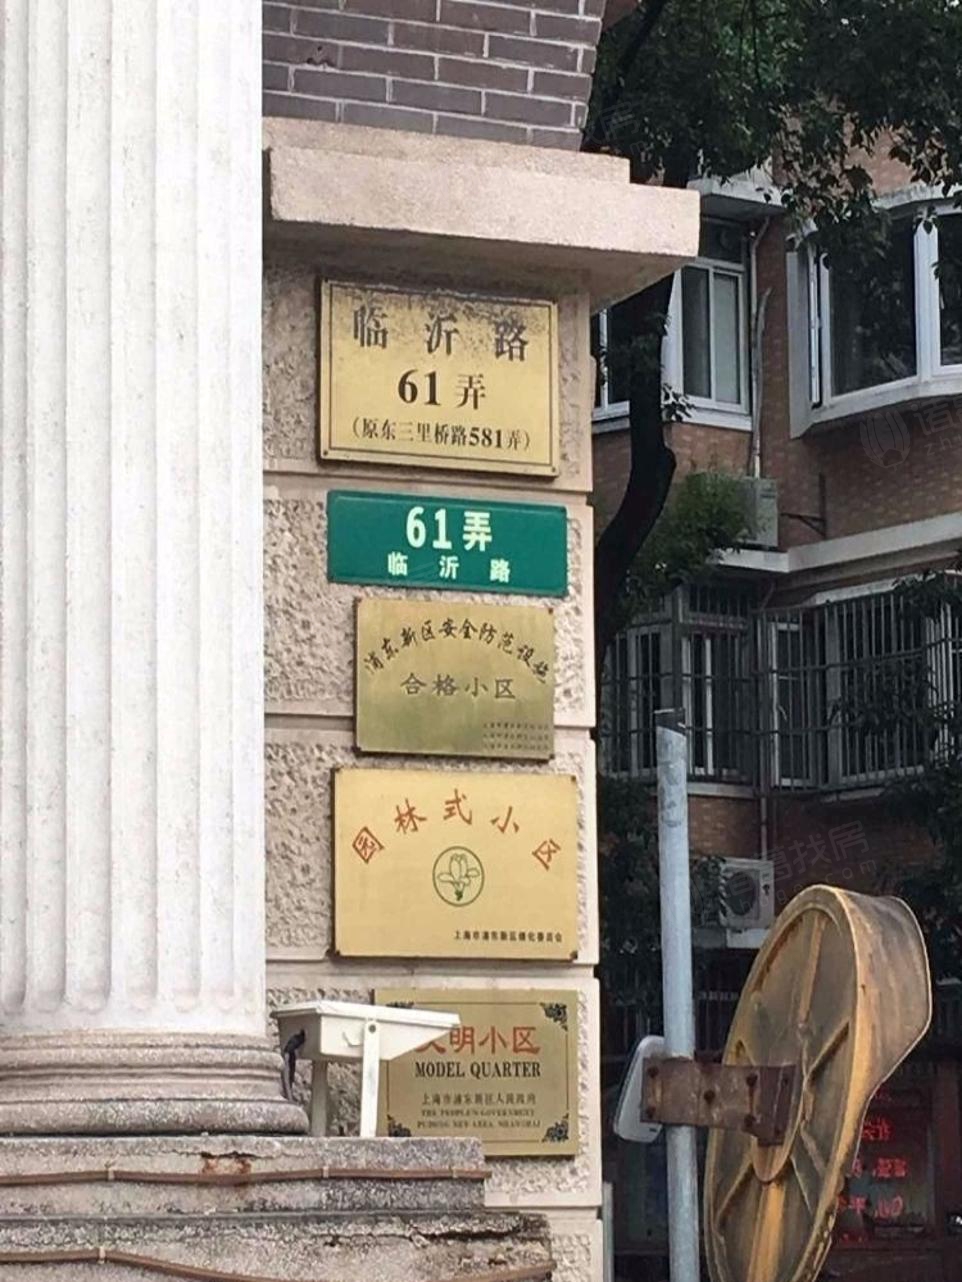 临沂路
61弄
(原东三里桥路581弄)
61弄
临沂路
浦东新区安全防范设施
合格小区
园林式小区
上海市浦东新区绿化委员会
文明小区
MODEL QUARTER
上海市浦东新区人民政府
THE PEOPLE'S GOVERNMENT
PUDONG NEW AREA, SHANGHAI